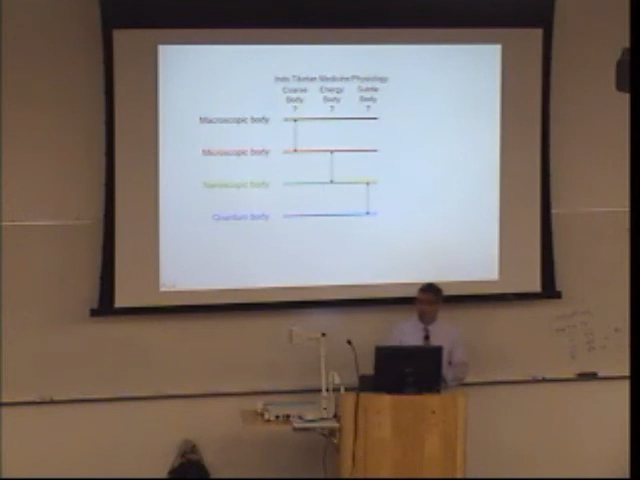 Indo Tibetan Medicine/Physiology
Coarse Energy Subtle
Body Body Body
? ? ?
Macroscopic body
Microscopic body
Nanoscopic body
Quantum body